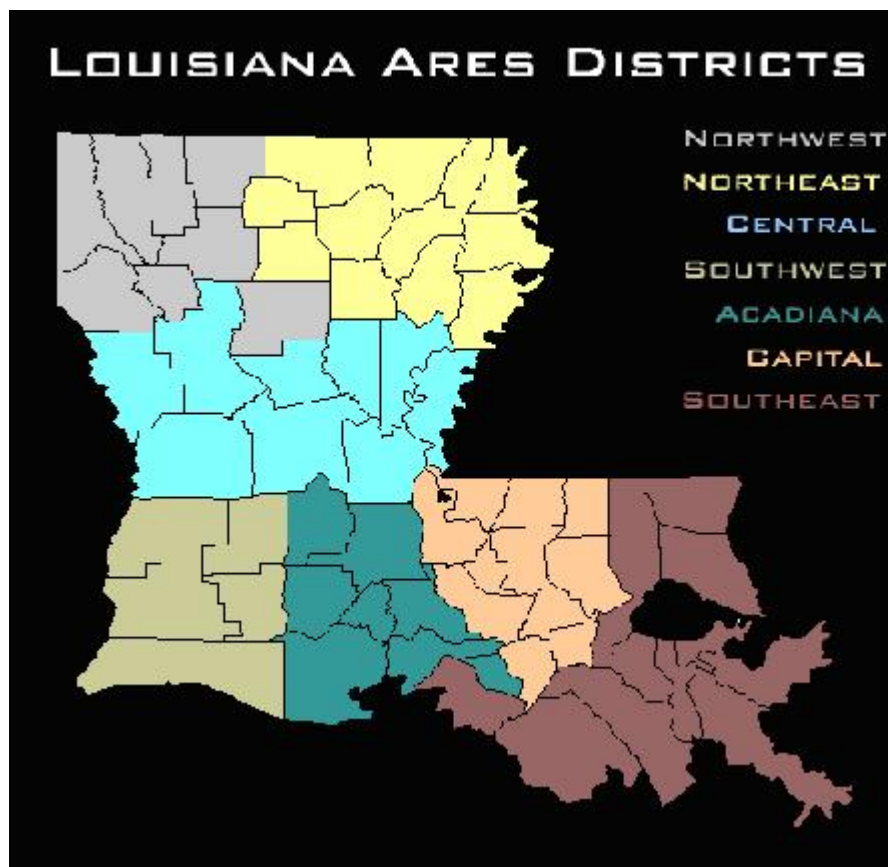 LOUISIANA ARES DISTRICTS
NORTHWEST
NORTHEAST
CENTRAL
SOUTHWEST
ACADIANA
CAPITAL
SOUTHEAST